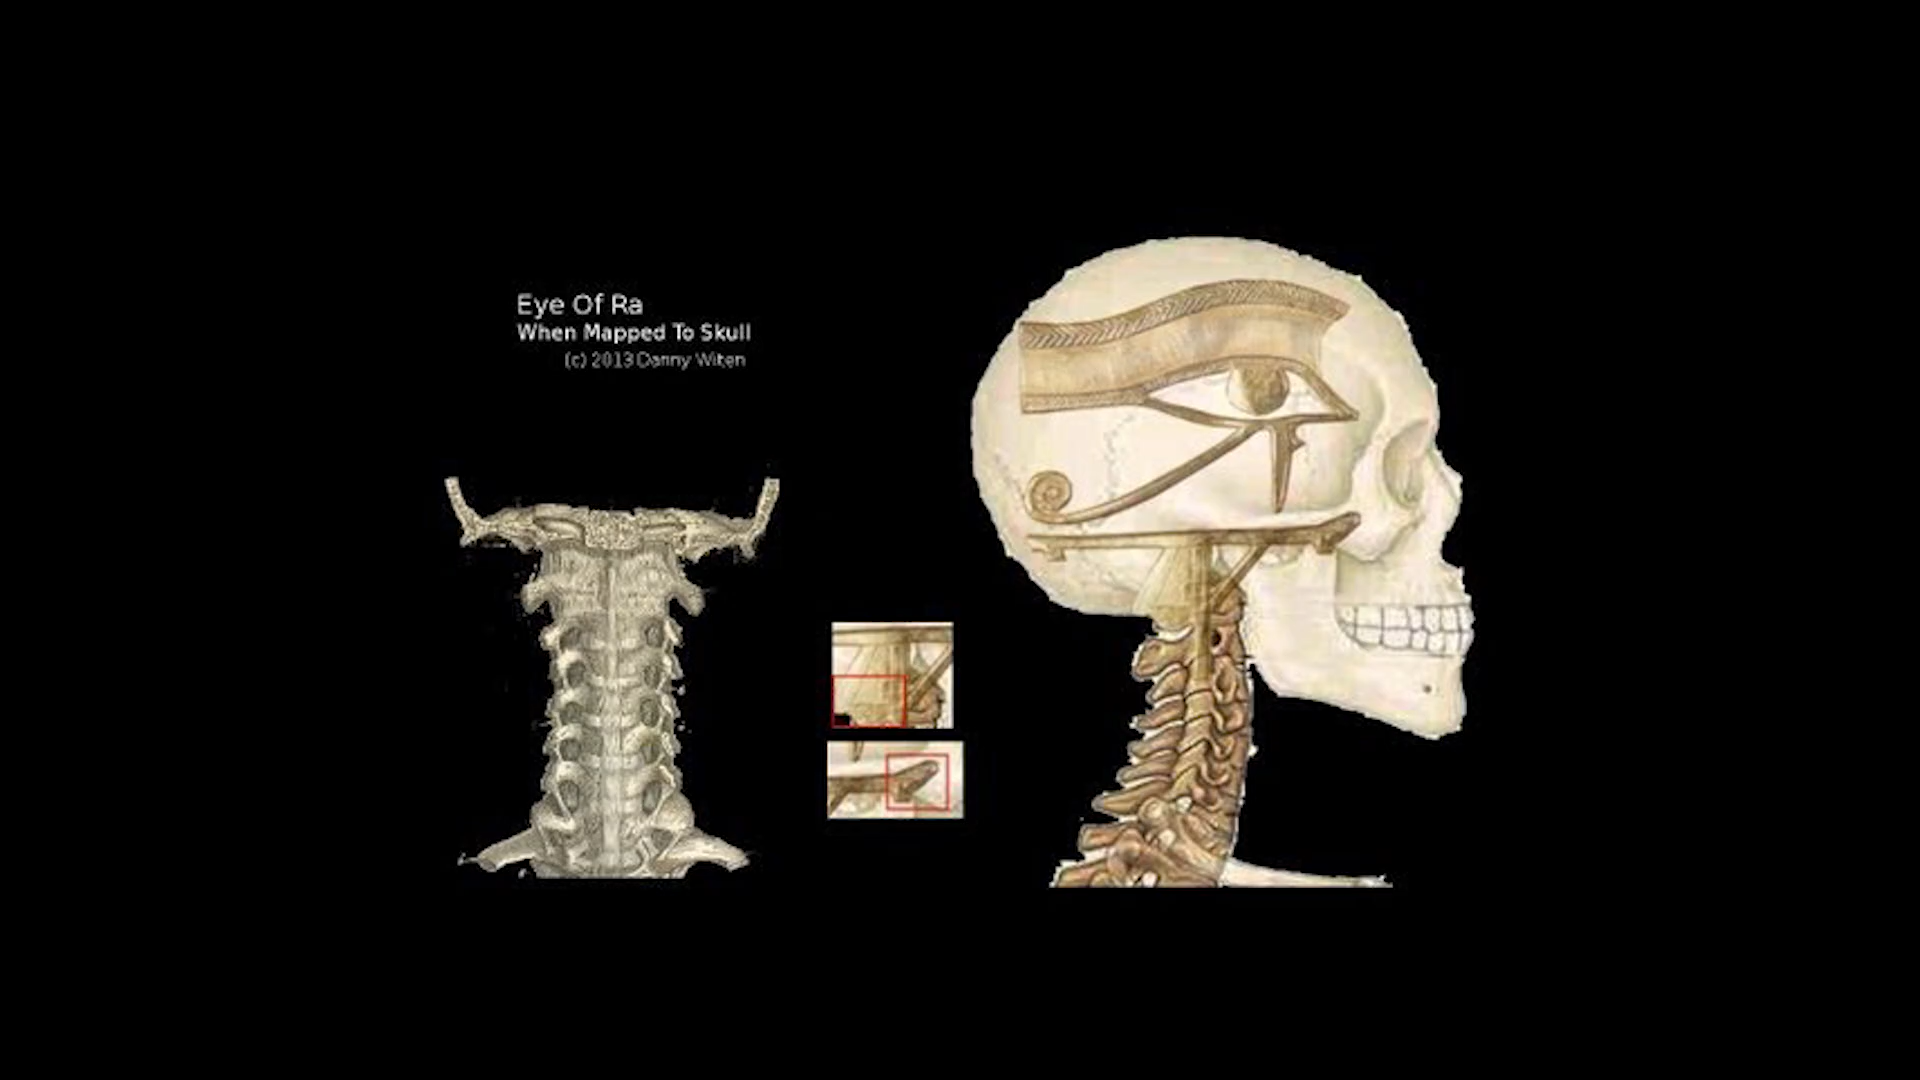 Eye Of Ra
When Mapped To Skull
(c) 2013 Danny Witen